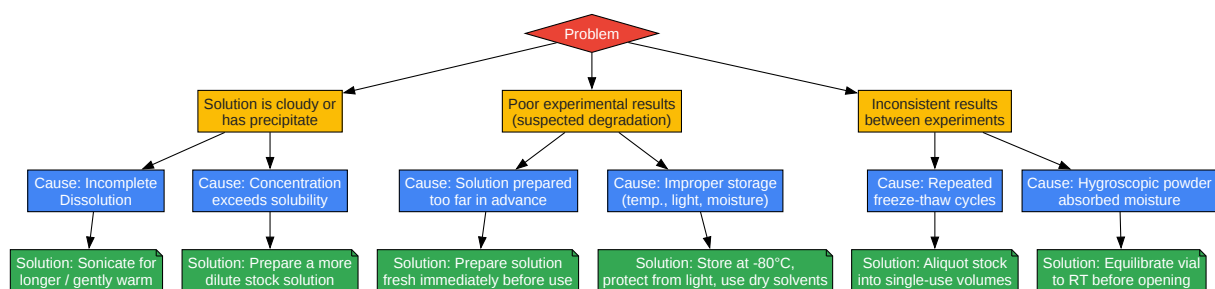 Problem
Solution is cloudy or
has precipitate
Poor experimental results
(suspected degradation)
Inconsistent results
between experiments
Cause: Incomplete
Dissolution
Cause: Concentration
exceeds solubility
Cause: Solution prepared
too far in advance
Cause: Improper storage
(temp., light, moisture)
Cause: Repeated
freeze-thaw cycles
Cause: Hygroscopic powder
absorbed moisture
Solution: Sonicate for
longer / gently warm
Solution: Prepare a more
dilute stock solution
Solution: Prepare solution
fresh immediately before use
Solution: Store at -80°C,
protect from light, use dry solvents
Solution: Aliquot stock
into single-use volumes
Solution: Equilibrate vial
to RT before opening